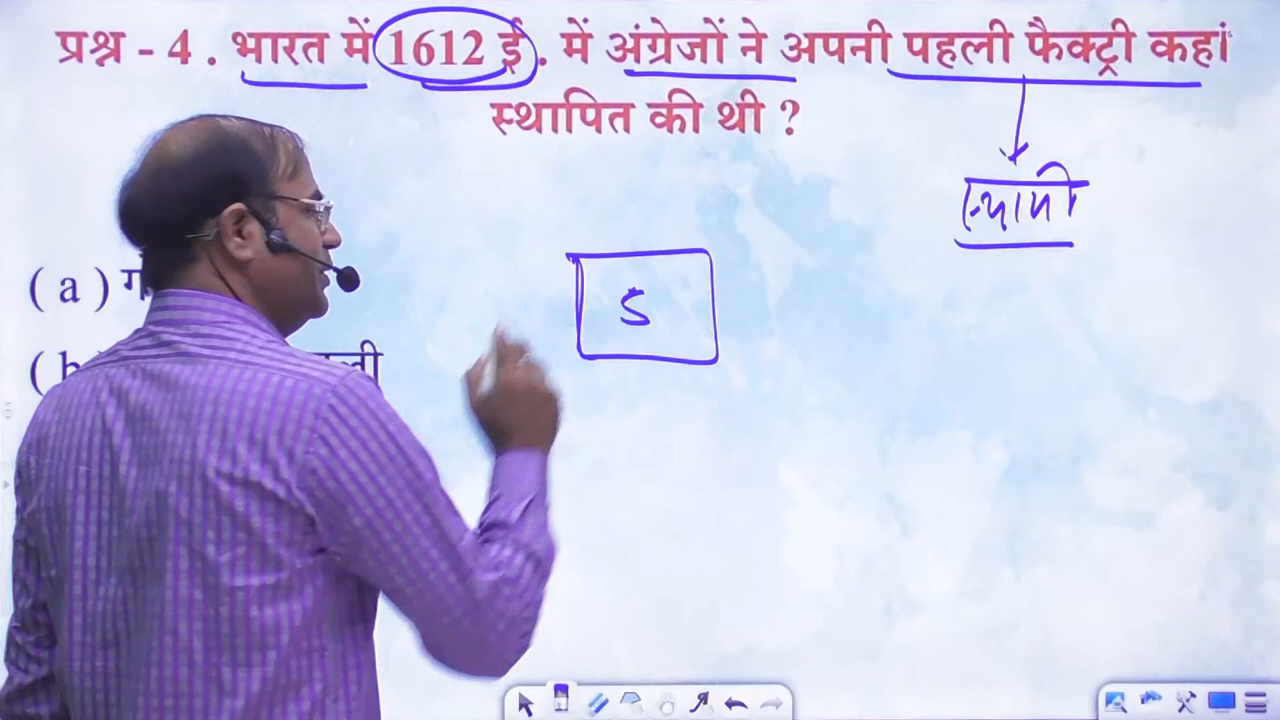 प्रश्न - 4 . भारत में 1612 ई . में अंग्रेजों ने अपनी पहली फैक्ट्री कहां
स्थापित की थी ?
स्थायी
( a )
S
( b